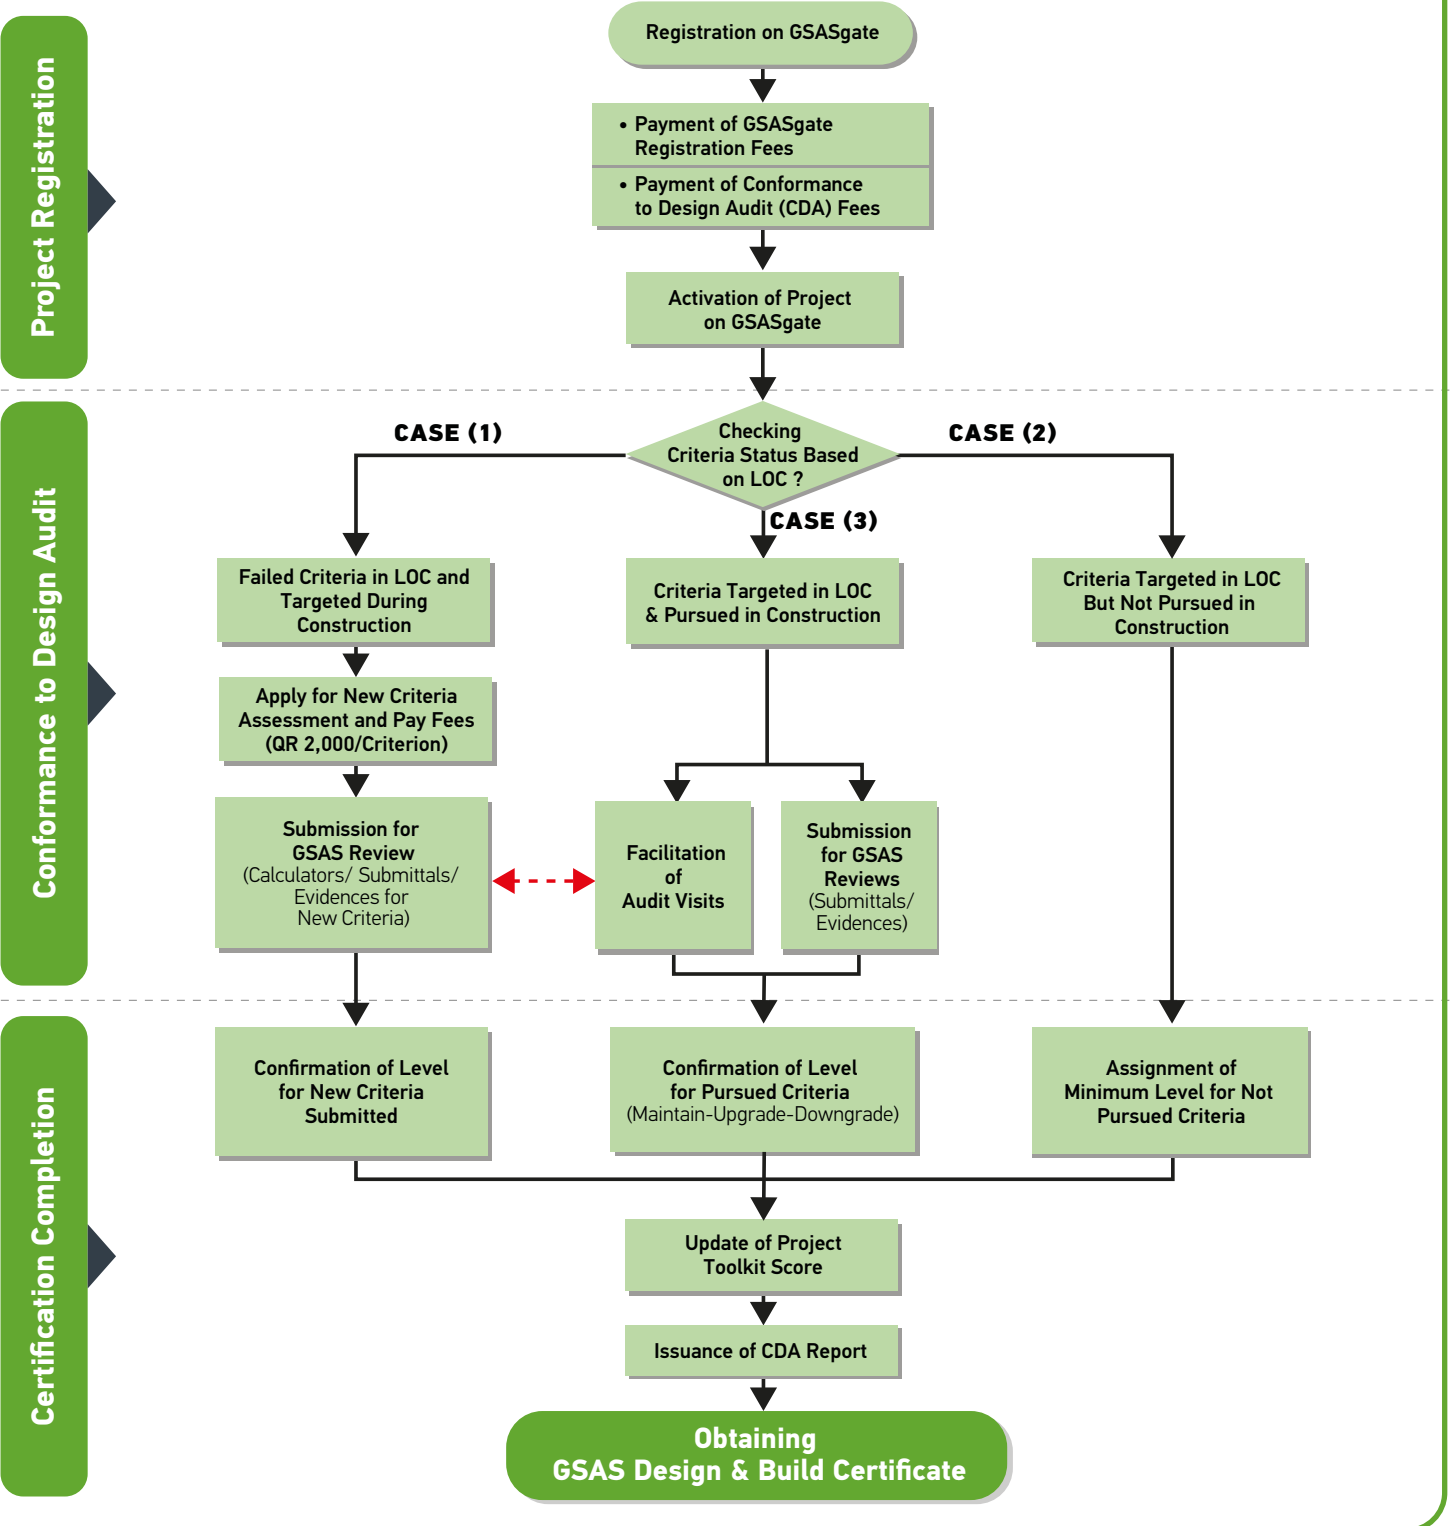 Project Registration
Registration on GSASgate
• Payment of GSASgate
Registration Fees
• Payment of Conformance
to Design Audit (CDA) Fees
Activation of Project
on GSASgate
Conformance to Design Audit
Checking
Criteria Status Based
on LOC ?
CASE (1)
CASE (2)
CASE (3)
Failed Criteria in LOC and
Targeted During
Construction
Criteria Targeted in LOC
& Pursued in Construction
Criteria Targeted in LOC
But Not Pursued in
Construction
Apply for New Criteria
Assessment and Pay Fees
(QR 2,000/Criterion)
Submission for
GSAS Review
(Calculators/ Submittals/
Evidences for
New Criteria)
Facilitation
of
Audit Visits
Submission
for GSAS
Reviews
(Submittals/
Evidences)
Certification Completion
Confirmation of Level
for New Criteria
Submitted
Confirmation of Level
for Pursued Criteria
(Maintain-Upgrade-Downgrade)
Assignment of
Minimum Level for Not
Pursued Criteria
Update of Project
Toolkit Score
Issuance of CDA Report
Obtaining
GSAS Design & Build Certificate